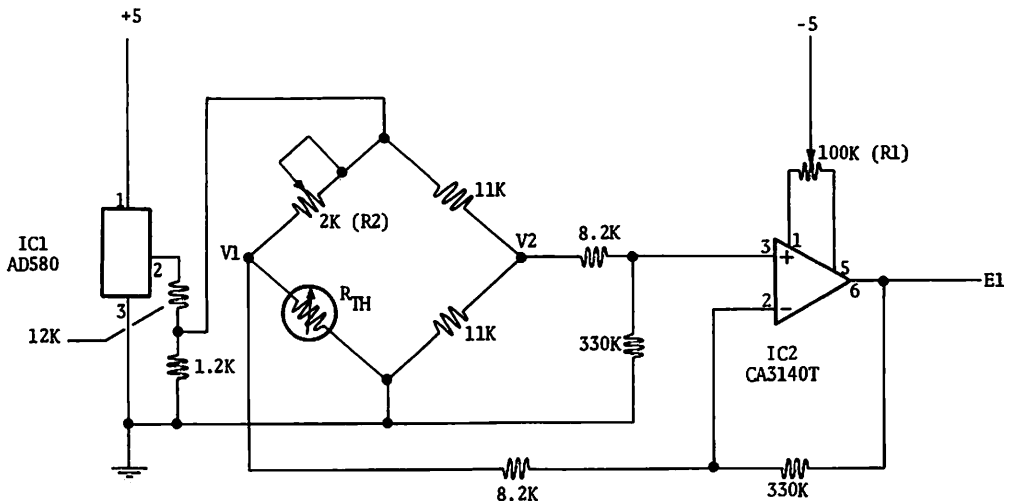 +5
-5
100K (R1)
11K
2K (R2)
1
IC1
AD580
2
3
12K
1.2K
V1
V2
8.2K
R TH
11K
330K
3
+
1
5
6
E1
2
-
IC2
CA3140T
8.2K
330K